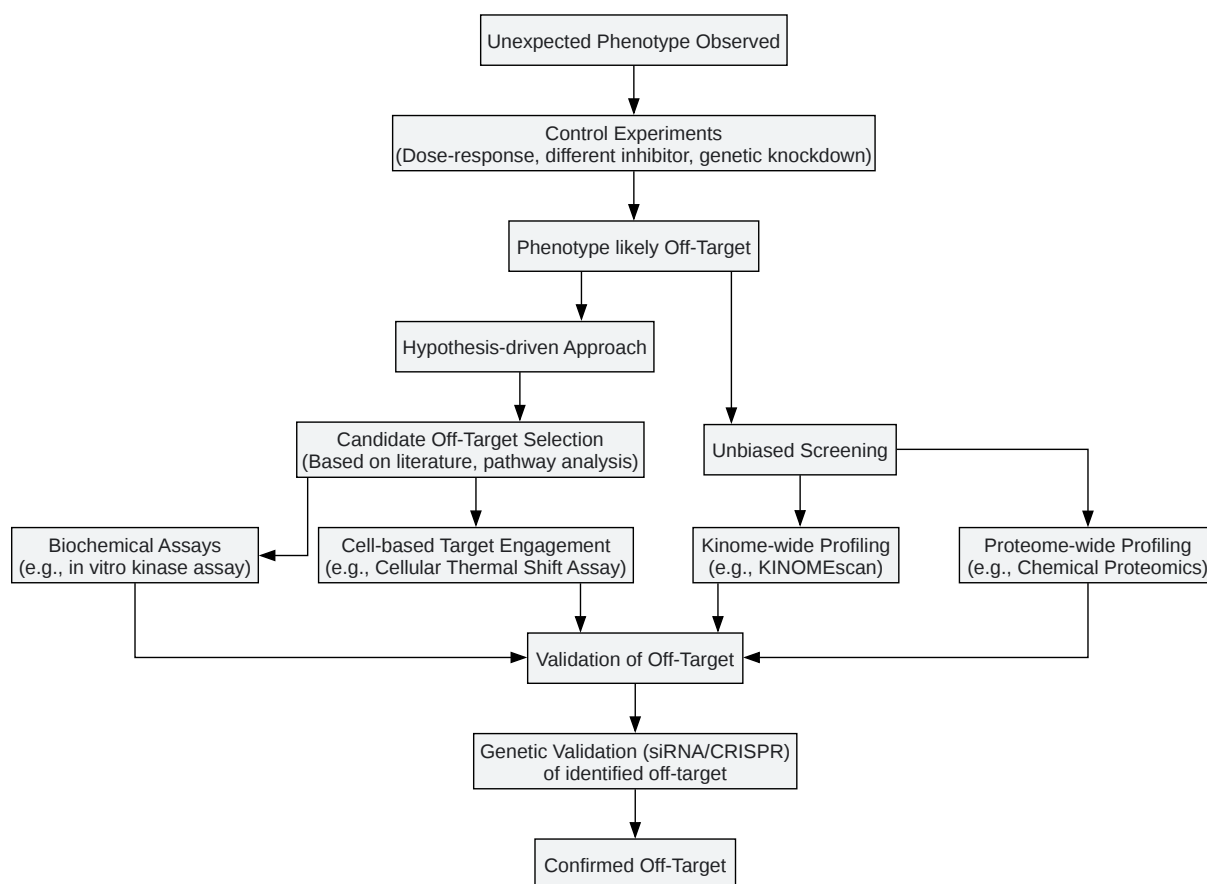 Unexpected Phenotype Observed
Control Experiments
(Dose-response, different inhibitor, genetic knockdown)
Phenotype likely Off-Target
Hypothesis-driven Approach
Candidate Off-Target Selection
(Based on literature, pathway analysis)
Unbiased Screening
Biochemical Assays
(e.g., in vitro kinase assay)
Cell-based Target Engagement
(e.g., Cellular Thermal Shift Assay)
Kinome-wide Profiling
(e.g., KINOMEscan)
Proteome-wide Profiling
(e.g., Chemical Proteomics)
Validation of Off-Target
Genetic Validation (siRNA/CRISPR)
of identified off-target
Confirmed Off-Target